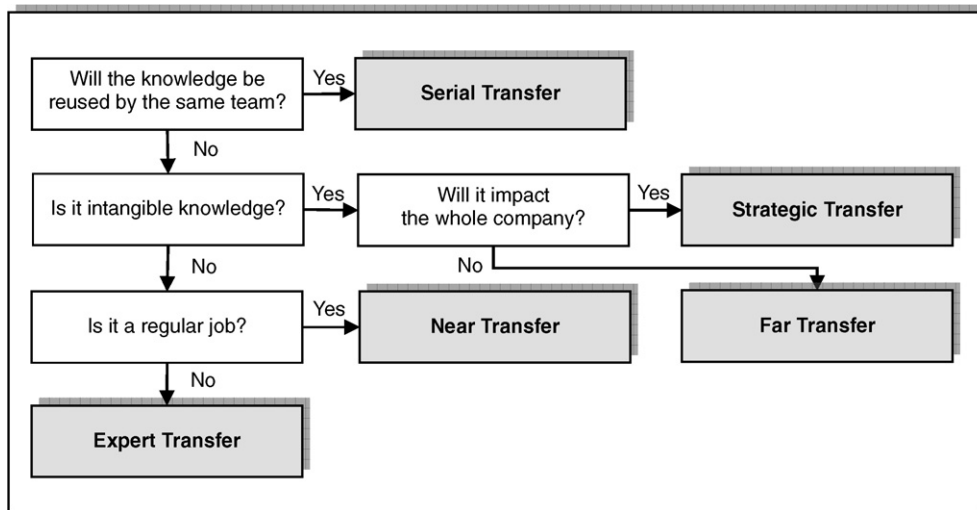 Will the knowledge be
reused by the same team?
Yes
Serial Transfer
No
Is it intangible knowledge?
Yes
Will it impact
the whole company?
Yes
Strategic Transfer
No
No
Is it a regular job?
Yes
Near Transfer
Far Transfer
No
Expert Transfer